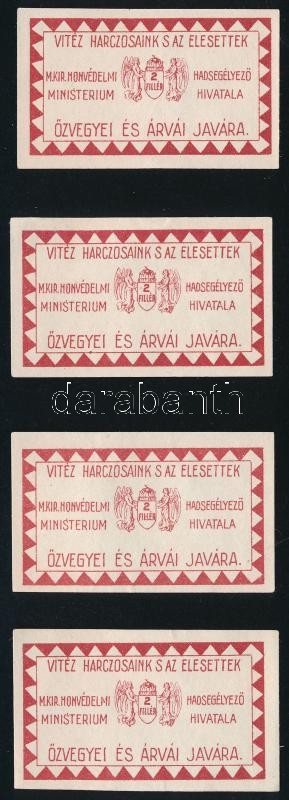 VITÉZ HARCZOSAINK S AZ ELESETTEK
M.KIR.HONVÉDELMI 2 HADSEGÉLYEZŐ
MINISTERIUM FILLÉR HIVATALA
ÖZVEGYEI ÉS ÁRVÁI JAVÁRA.
VITÉZ HARCZOSAINK S AZ ELESETTEK
M.KIR.HONVÉDELMI 2 HADSEGÉLYEZŐ
MINISTERIUM FILLÉR HIVATALA
ÖZVEGYEI ÉS ÁRVÁI JAVÁRA.
darabanth
VITÉZ HARCZOSAINK S AZ ELESETTEK
M.KIR.HONVÉDELMI 2 HADSEGÉLYEZŐ
MINISTERIUM FILLÉR HIVATALA
ÖZVEGYEI ÉS ÁRVÁI JAVÁRA.
VITÉZ HARCZOSAINK S AZ ELESETTEK
M.KIR.HONVÉDELMI 2 HADSEGÉLYEZŐ
MINISTERIUM FILLÉR HIVATALA
ÖZVEGYEI ÉS ÁRVÁI JAVÁRA.